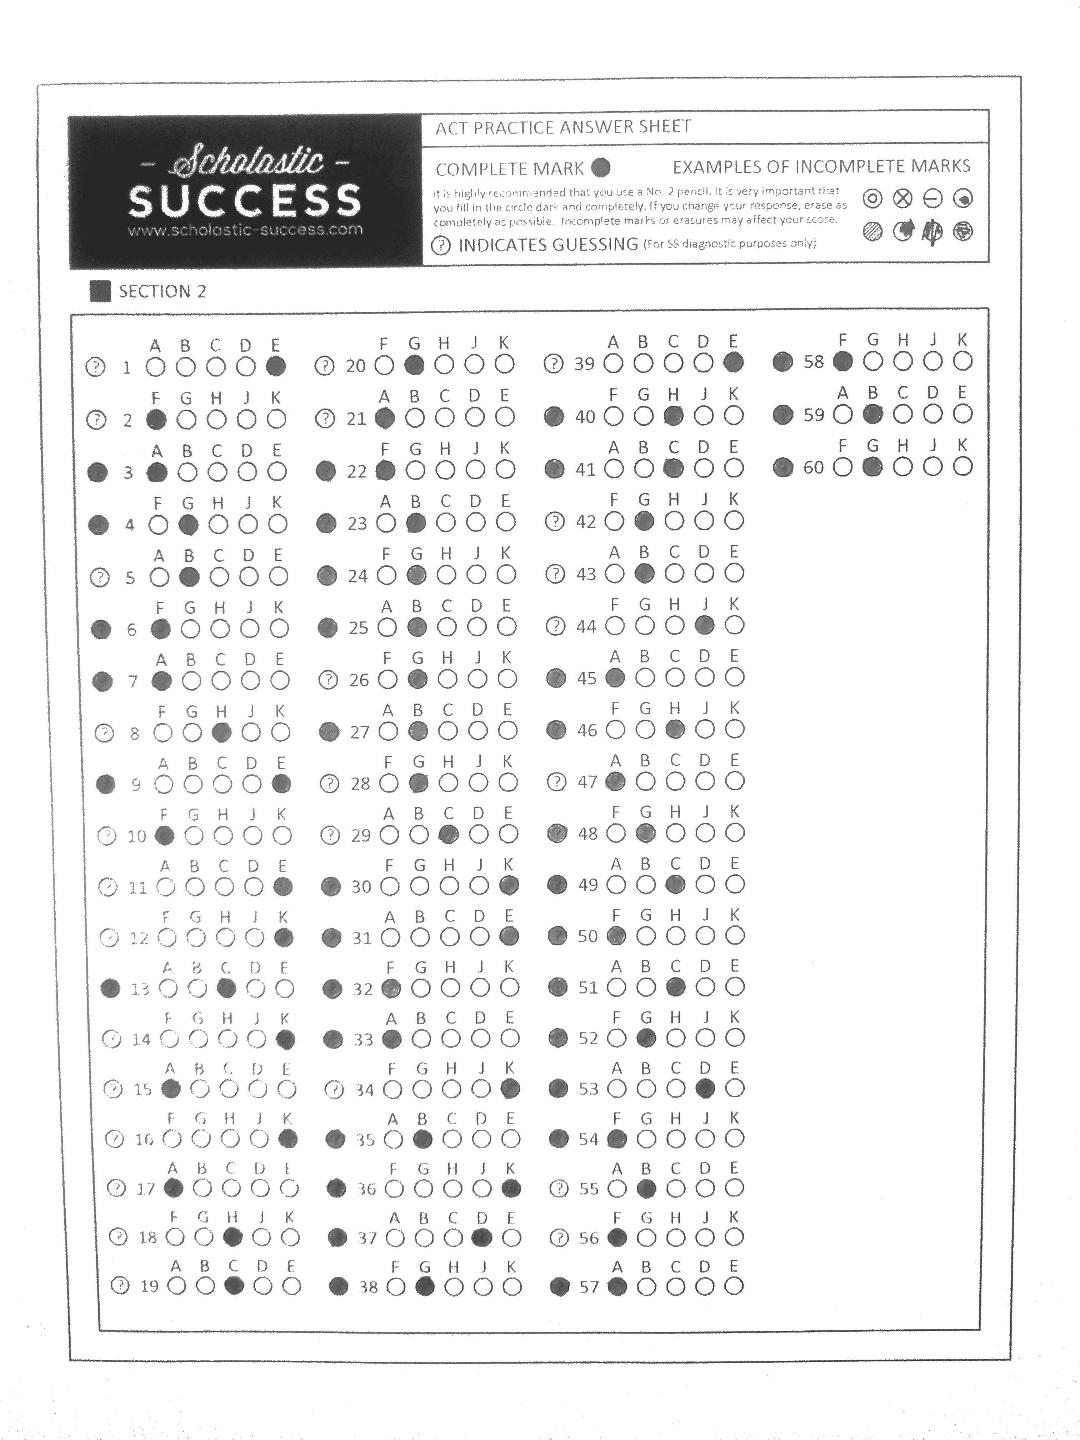 - Scholastic -
SUCCESS
www.scholastic-success.com
ACT PRACTICE ANSWER SHEET
COMPLETE MARK
EXAMPLES OF INCOMPLETE MARKS
It is highly recommended that you use a No. 2 pencil. It is very important that
you fill in the circle dark and completely. If you change your response, erase as
completely as possible. Incomplete marks or erasures may affect your score.
? INDICATES GUESSING (For SS diagnostic purposes only)
SECTION 2
A B C D E
? 1
F G H J K
? 2
A B C D E
3
F G H J K
4
A B C D E
? 5
F G H J K
6
A B C D E
7
F G H J K
? 8
A B C D E
9
F G H J K
? 10
A B C D E
? 11
F G H J K
? 12
A B C D E
13
F G H J K
? 14
A B C D E
? 15
F G H J K
? 16
A B C D E
? 17
F G H J K
? 18
A B C D E
? 19
F G H J K
? 20
A B C D E
? 21
F G H J K
22
A B C D E
23
F G H J K
24
A B C D E
25
F G H J K
? 26
A B C D E
27
F G H J K
? 28
A B C D E
? 29
F G H J K
30
A B C D E
31
F G H J K
32
A B C D E
33
F G H J K
? 34
A B C D E
35
F G H J K
36
A B C D E
37
F G H J K
38
A B C D E
? 39
F G H J K
40
A B C D E
41
F G H J K
? 42
A B C D E
? 43
F G H J K
? 44
A B C D E
45
F G H J K
46
A B C D E
? 47
F G H J K
48
A B C D E
49
F G H J K
50
A B C D E
51
F G H J K
52
A B C D E
53
F G H J K
54
A B C D E
? 55
F G H J K
? 56
A B C D E
57
F G H J K
58
A B C D E
59
F G H J K
60